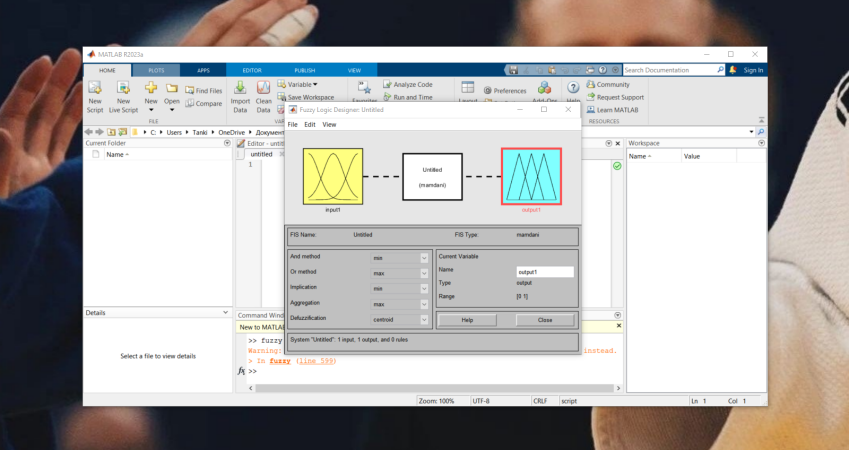 MATLAB R2023a
HOME PLOTS APPS EDITOR PUBLISH VIEW Search Documentation Sign In
New Script
New Live Script
New
Open
Find Files
Compare
Import Data
Clean Data
Variable
Save Workspace
Favorites
Analyze Code
Run and Time
Layout
Preferences
Add-Ons
Help
Community
Request Support
Learn MATLAB
FILE
RESOURCES
C: Users Tanki OneDrive
Current Folder
Name
Details
Select a file to view details
untitled
1
Fuzzy Logic Designer: Untitled
File Edit View
input1
Untitled
(mamdani)
output1
FIS Name: Untitled FIS Type: mamdani
And method min
Or method max
Implication min
Aggregation max
Defuzzification centroid
Current Variable
Name output1
Type output
Range [0 1]
Help Close
System "Untitled": 1 input, 1 output, and 0 rules
Workspace
Name Value
New to MATLAB
>> fuzzy
Warning: instead.
> In fuzzy (line 599)
fx >>
Zoom: 100% UTF-8 CRLF script Ln 1 Col 1